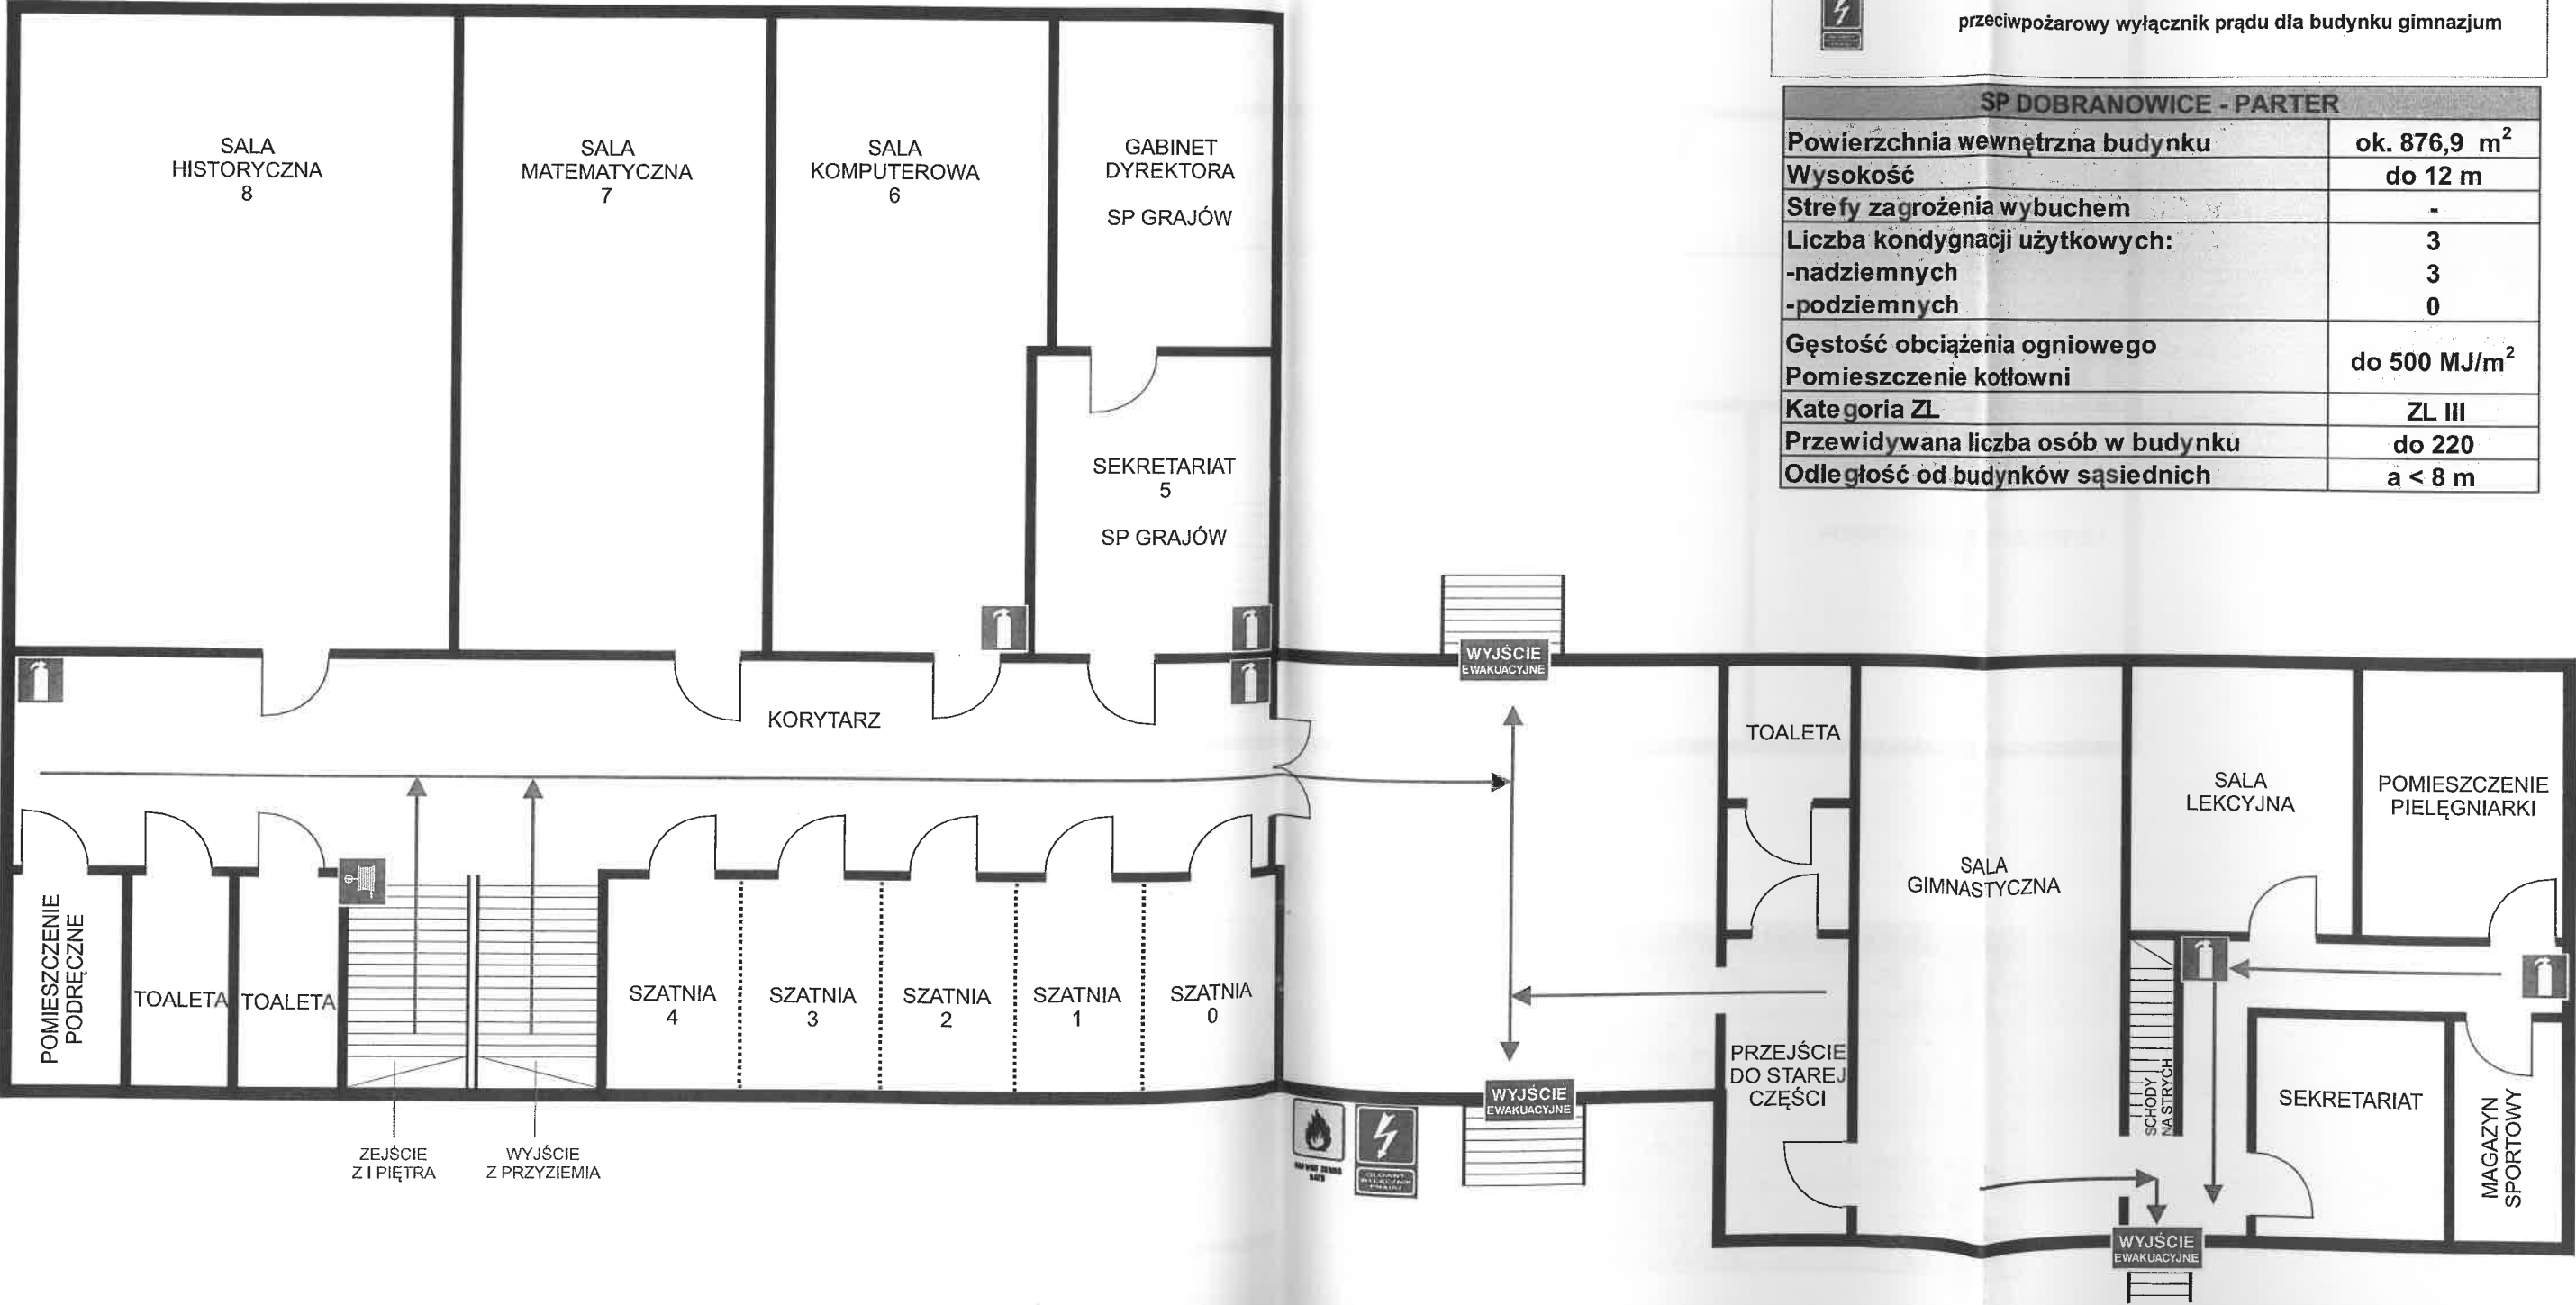 przeciwpożarowy wyłącznik prądu dla budynku gimnazjum
SP DOBRANOWICE - PARTER
Powierzchnia wewnętrzna budynku ok. 876,9 m²
Wysokość do 12 m
Strefy zagrożenia wybuchem -
Liczba kondygnacji użytkowych: 3
-nadziemnych 3
-podziemnych 0
Gęstość obciążenia ogniowego
Pomieszczenie kotłowni
do 500 MJ/m²
Kategoria ZL ZL III
Przewidywana liczba osób w budynku do 220
Odległość od budynków sąsiednich a < 8 m
SALA
HISTORYCZNA
8
SALA
MATEMATYCZNA
7
SALA
KOMPUTEROWA
6
GABINET
DYREKTORA
SP GRAJÓW
SEKRETARIAT
5
SP GRAJÓW
WYJŚCIE
EWAKUACYJNE
KORYTARZ
TOALETA
SALA
GIMNASTYCZNA
SALA
LEKCYJNA
POMIESZCZENIE
PIELĘGNIARKI
POMIESZCZENIE
PODRĘCZNE
TOALETA
TOALETA
SZATNIA
4
SZATNIA
3
SZATNIA
2
SZATNIA
1
SZATNIA
0
PRZEJŚCIE
DO STAREJ
CZĘŚCI
SCHODY
NA STRYCH
SEKRETARIAT
MAGAZYN
SPORTOWY
WYJŚCIE
EWAKUACYJNE
GŁÓWNY
WYŁĄCZNIK
PRĄDU
ZEJŚCIE
Z I PIĘTRA
WYJŚCIE
Z PRZYZIEMIA
WYJŚCIE
EWAKUACYJNE